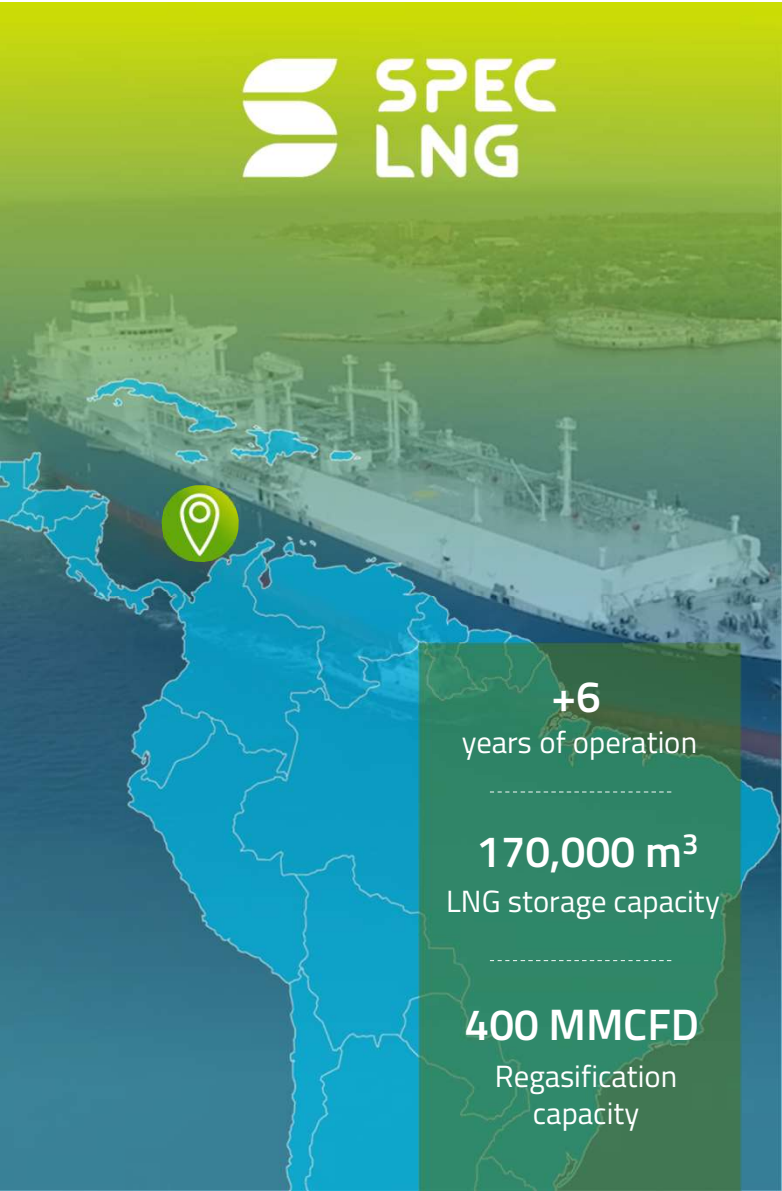 SPEC
LNG
+6
years of operation
170,000 m³
LNG storage capacity
400 MMCFD
Regasification
capacity